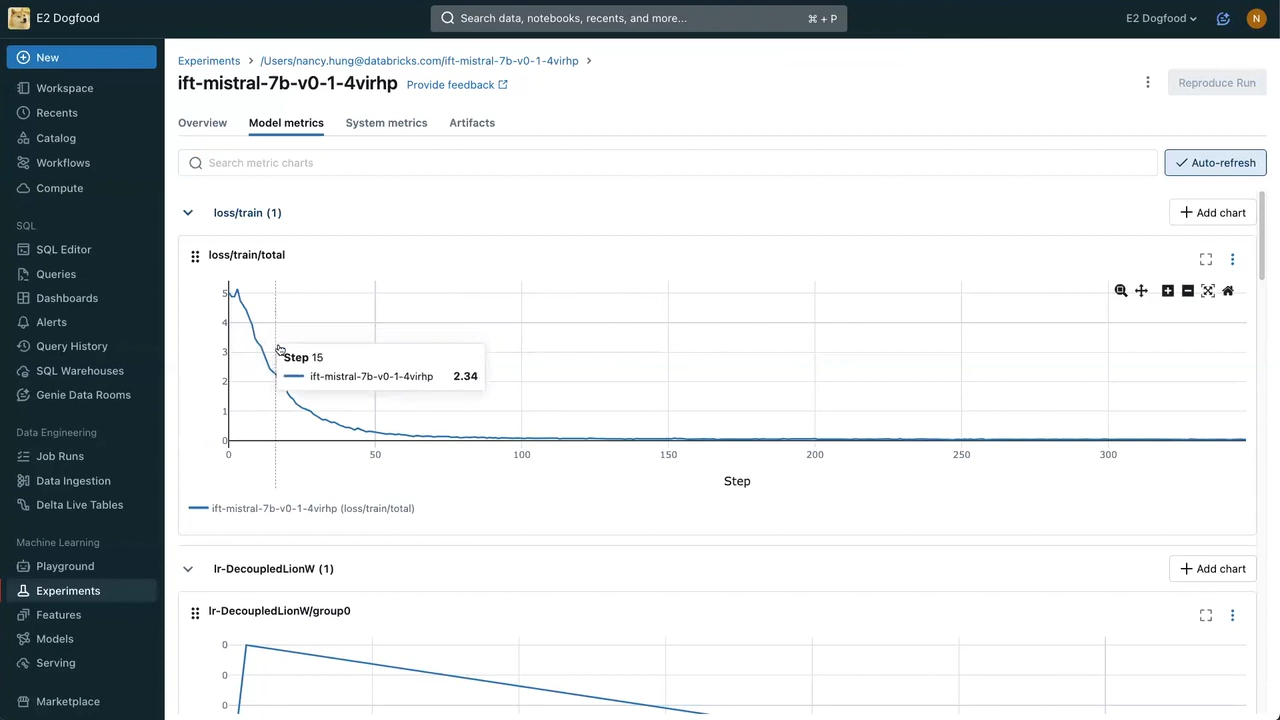 E2 Dogfood
Search data, notebooks, recents, and more...
⌘ + P
E2 Dogfood
N
New
Workspace
Recents
Catalog
Workflows
Compute
SQL
SQL Editor
Queries
Dashboards
Alerts
Query History
SQL Warehouses
Genie Data Rooms
Data Engineering
Job Runs
Data Ingestion
Delta Live Tables
Machine Learning
Playground
Experiments
Features
Models
Serving
Marketplace
Experiments > /Users/nancy.hung@databricks.com/ift-mistral-7b-v0-1-4virhp >
ift-mistral-7b-v0-1-4virhp Provide feedback
Reproduce Run
Overview Model metrics System metrics Artifacts
Search metric charts
Auto-refresh
loss/train (1)
Add chart
loss/train/total
5
4
3
2
1
0
Step 15
ift-mistral-7b-v0-1-4virhp 2.34
0 50 100 150 200 250 300
Step
ift-mistral-7b-v0-1-4virhp (loss/train/total)
lr-DecoupledLionW (1)
Add chart
lr-DecoupledLionW/group0
0
0
0